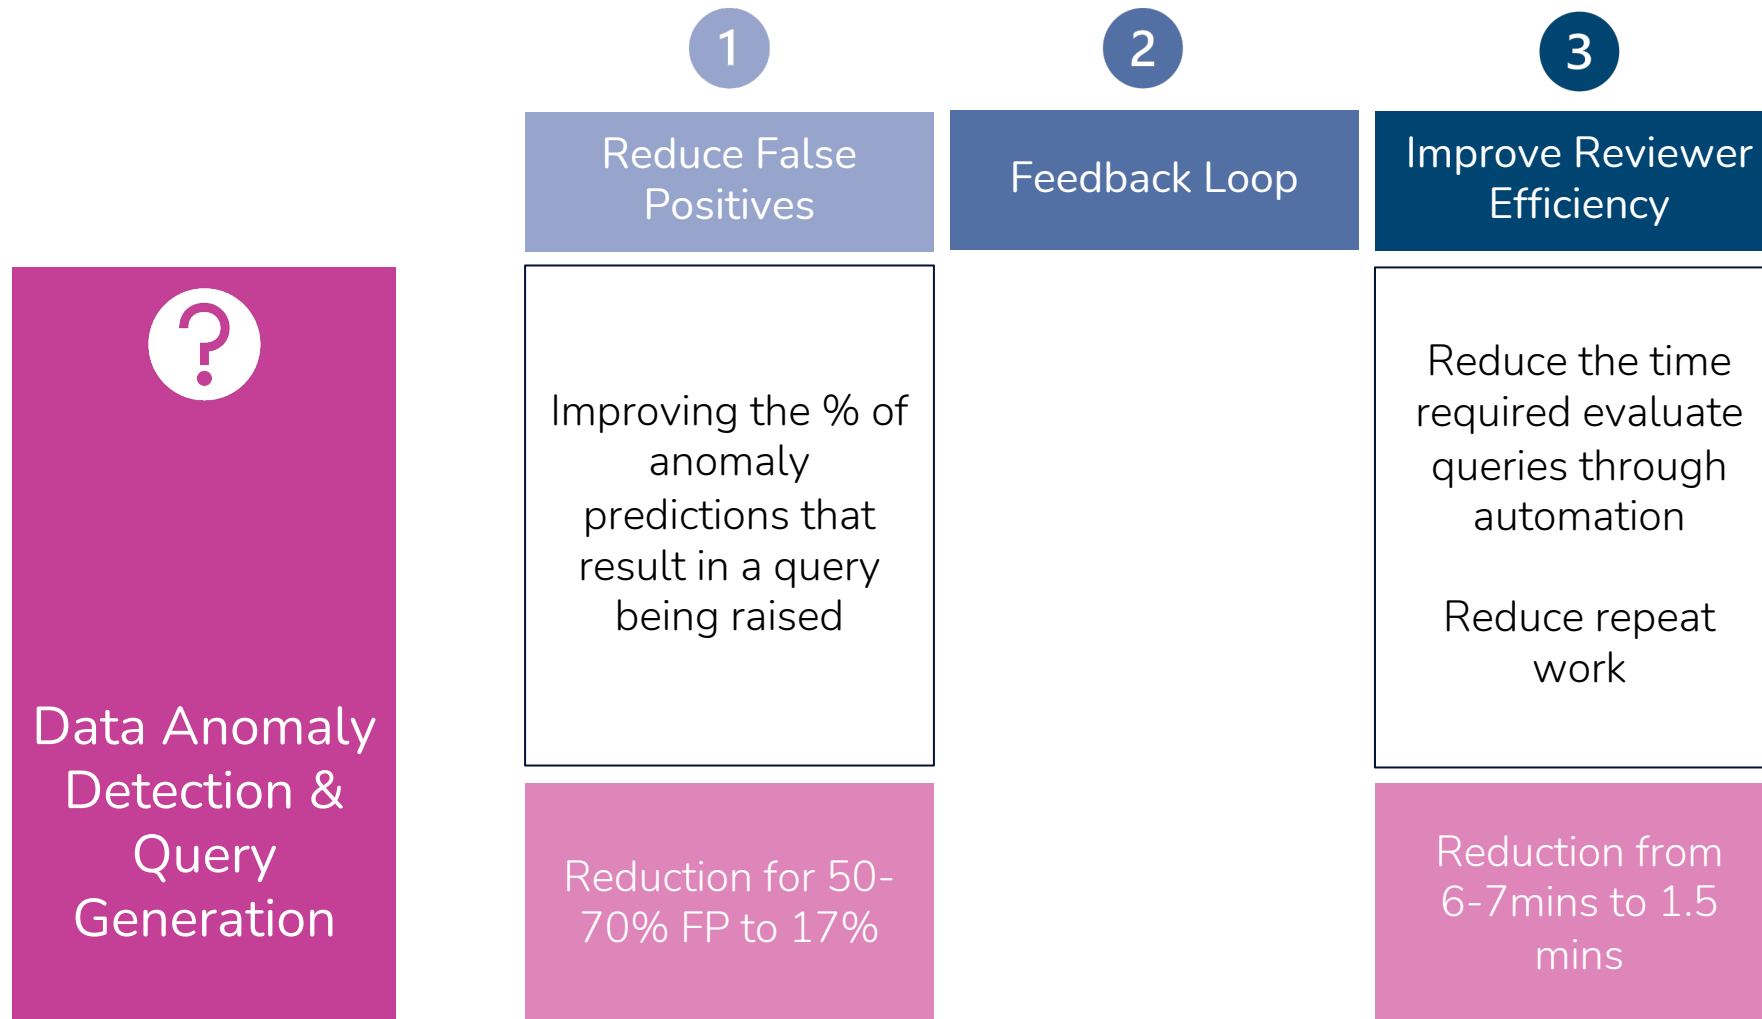 1
2
3
Reduce False
Positives
Feedback Loop
Improve Reviewer
Efficiency
?
Data Anomaly
Detection &
Query
Generation
Improving the % of
anomaly
predictions that
result in a query
being raised
Reduce the time
required evaluate
queries through
automation
Reduce repeat
work
Reduction for 50-
70% FP to 17%
Reduction from
6-7mins to 1.5
mins